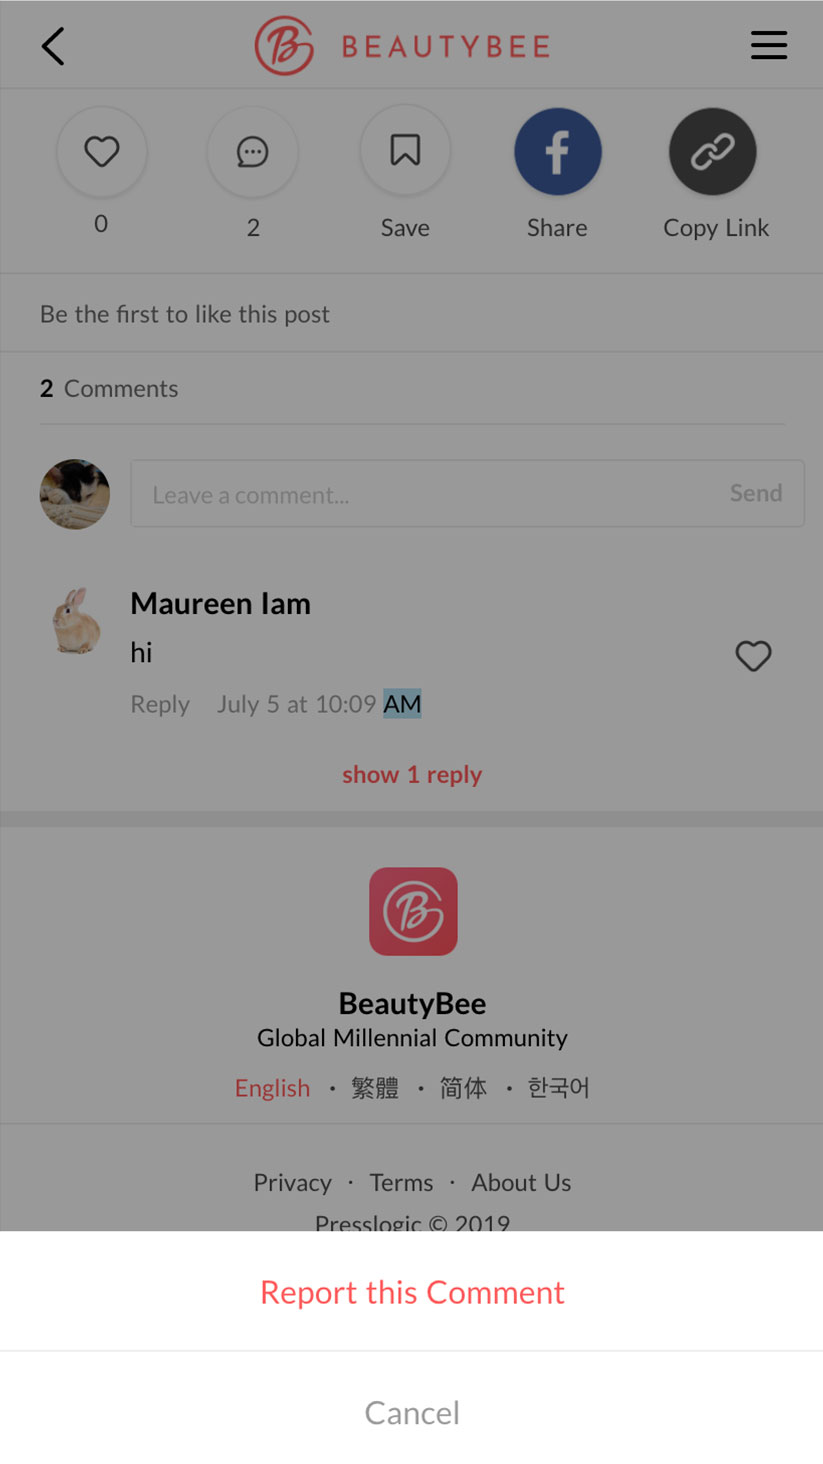 BEAUTYBEE
0 2 Save Share Copy Link
Be the first to like this post
2 Comments
Leave a comment... Send
Maureen Iam
hi
Reply July 5 at 10:09 AM
show 1 reply
B
BeautyBee
Global Millennial Community
English · 繁體 · 简体 · 한국어
Privacy · Terms · About Us
Presslogic © 2019
Report this Comment
Cancel